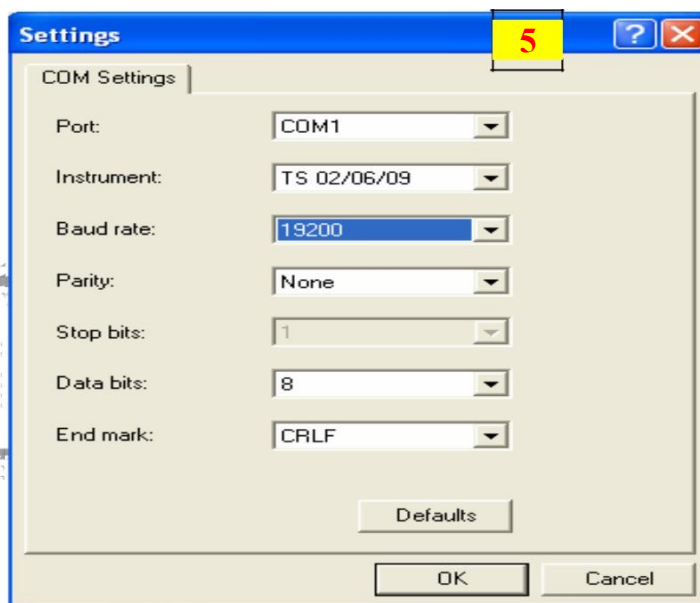 Settings
5
COM Settings
Port: COM1
Instrument: TS 02/06/09
Baud rate: 19200
Parity: None
Stop bits: 1
Data bits: 8
End mark: CRLF
Defaults
OK Cancel